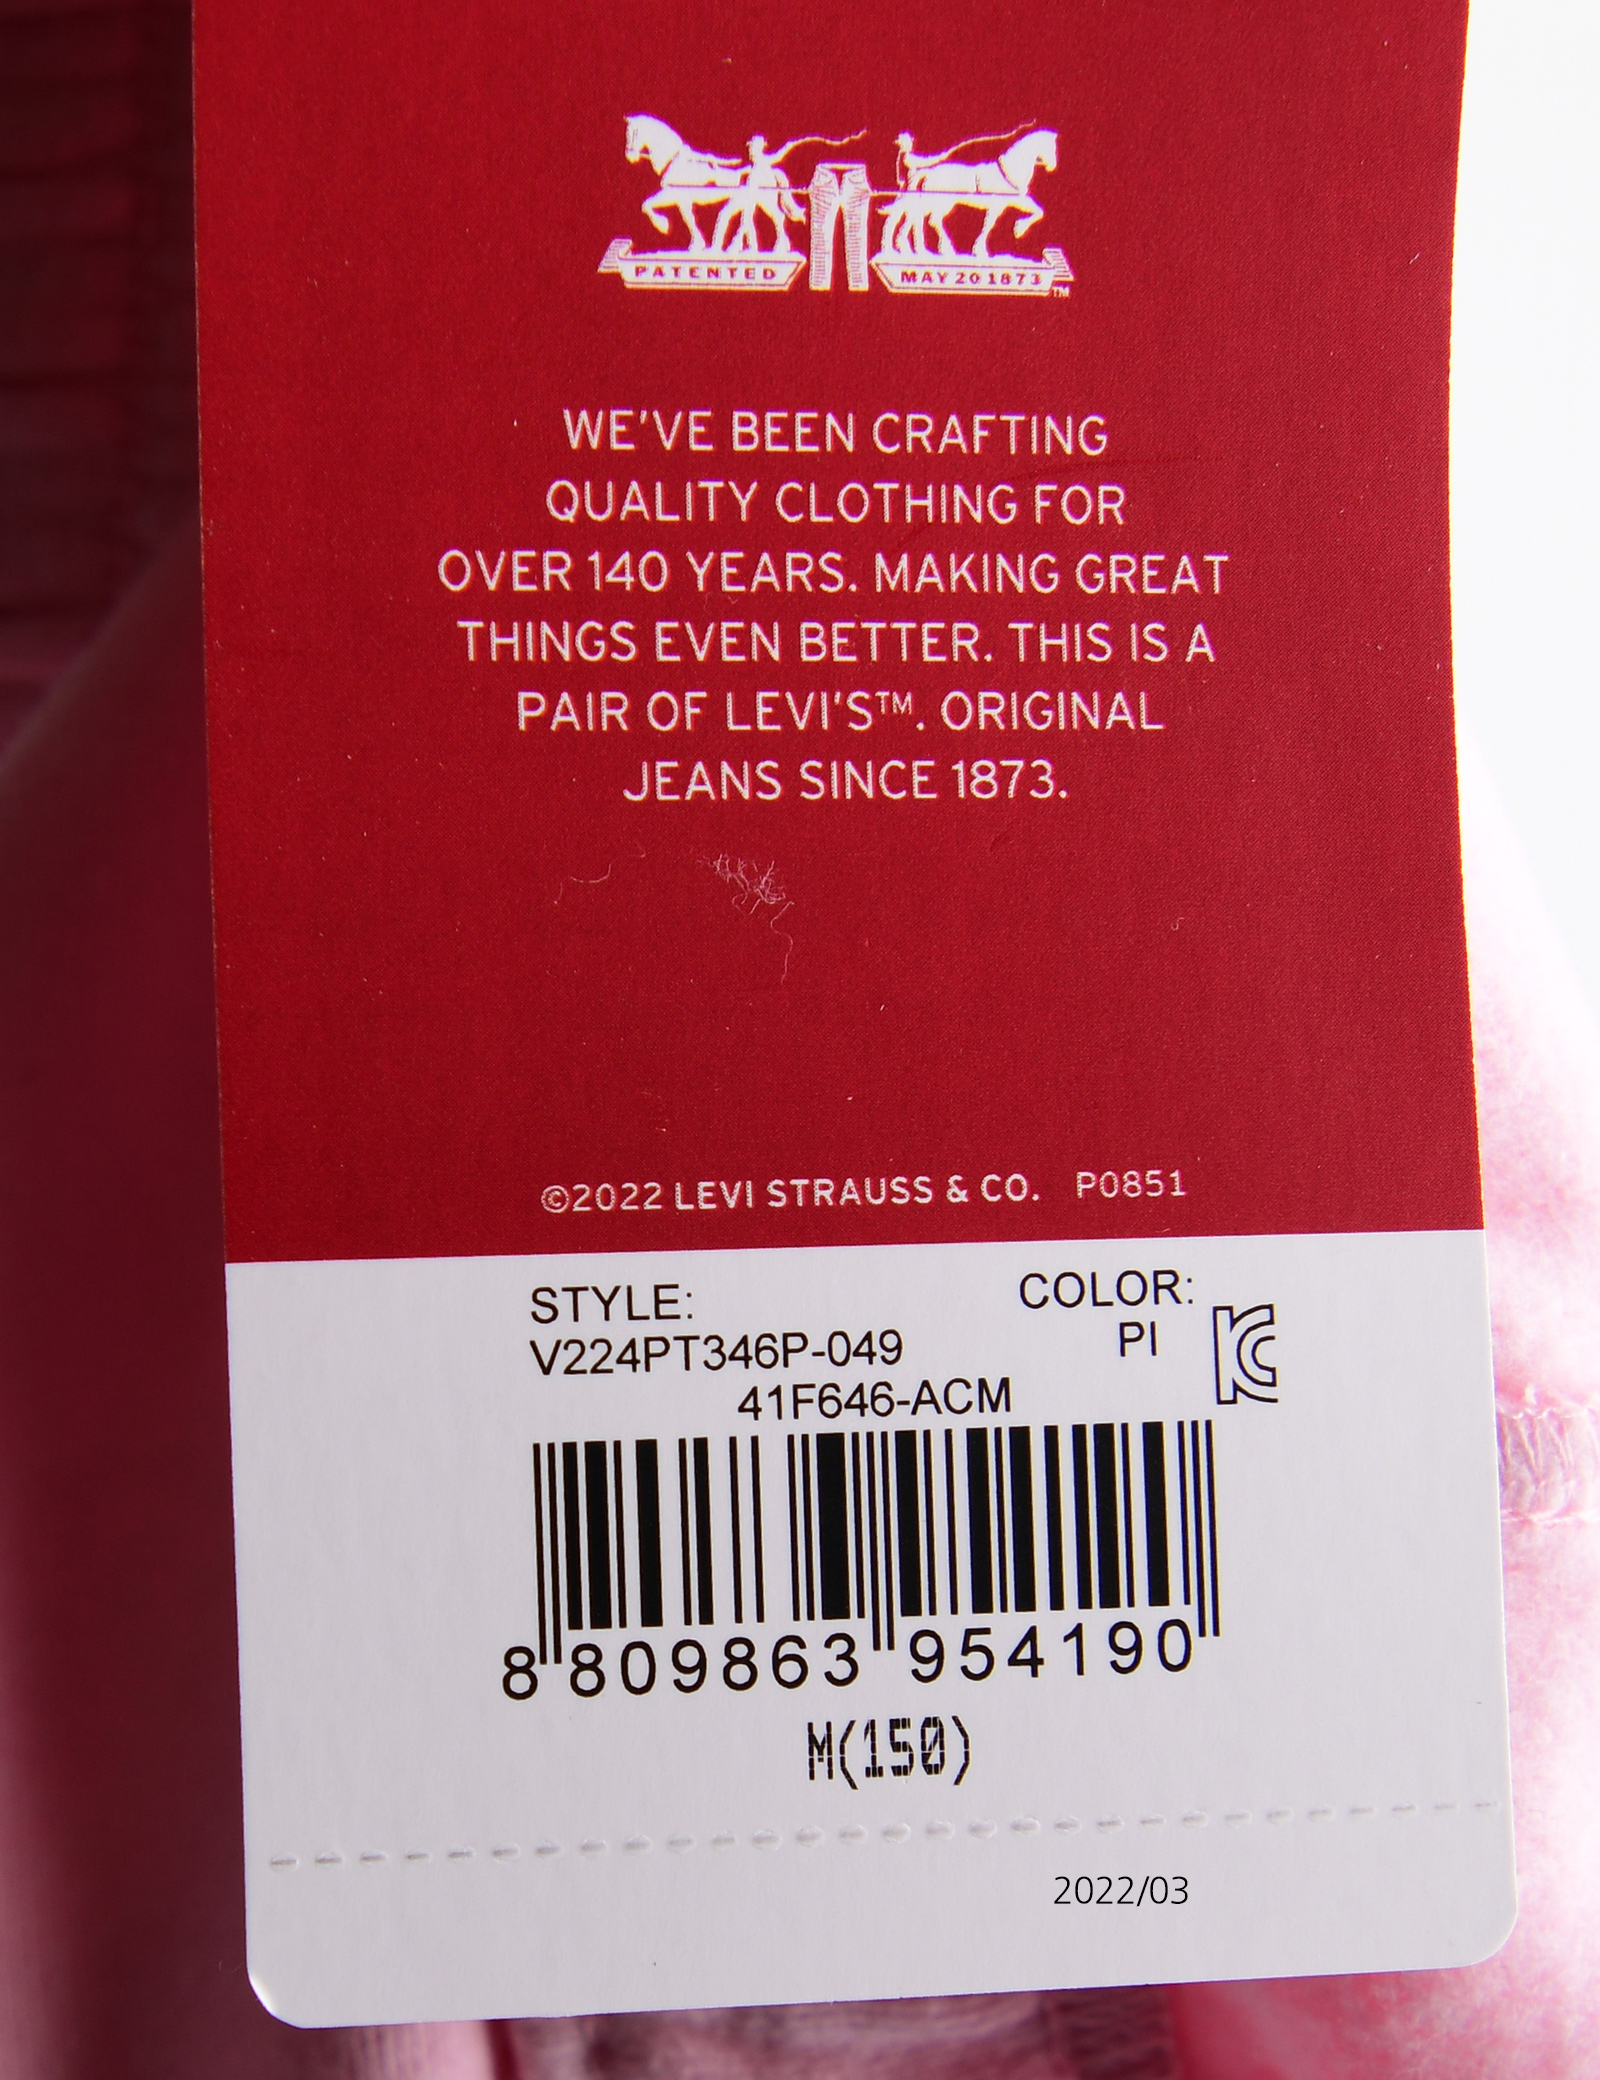 PATENTED MAY 20 1873 ™
WE'VE BEEN CRAFTING
QUALITY CLOTHING FOR
OVER 140 YEARS. MAKING GREAT
THINGS EVEN BETTER. THIS IS A
PAIR OF LEVI'S™. ORIGINAL
JEANS SINCE 1873.
©2022 LEVI STRAUSS & CO. P0851
STYLE: COLOR:
V224PT346P-049 PI
41F646-ACM
8 809863 954190
M(150)
2022/03